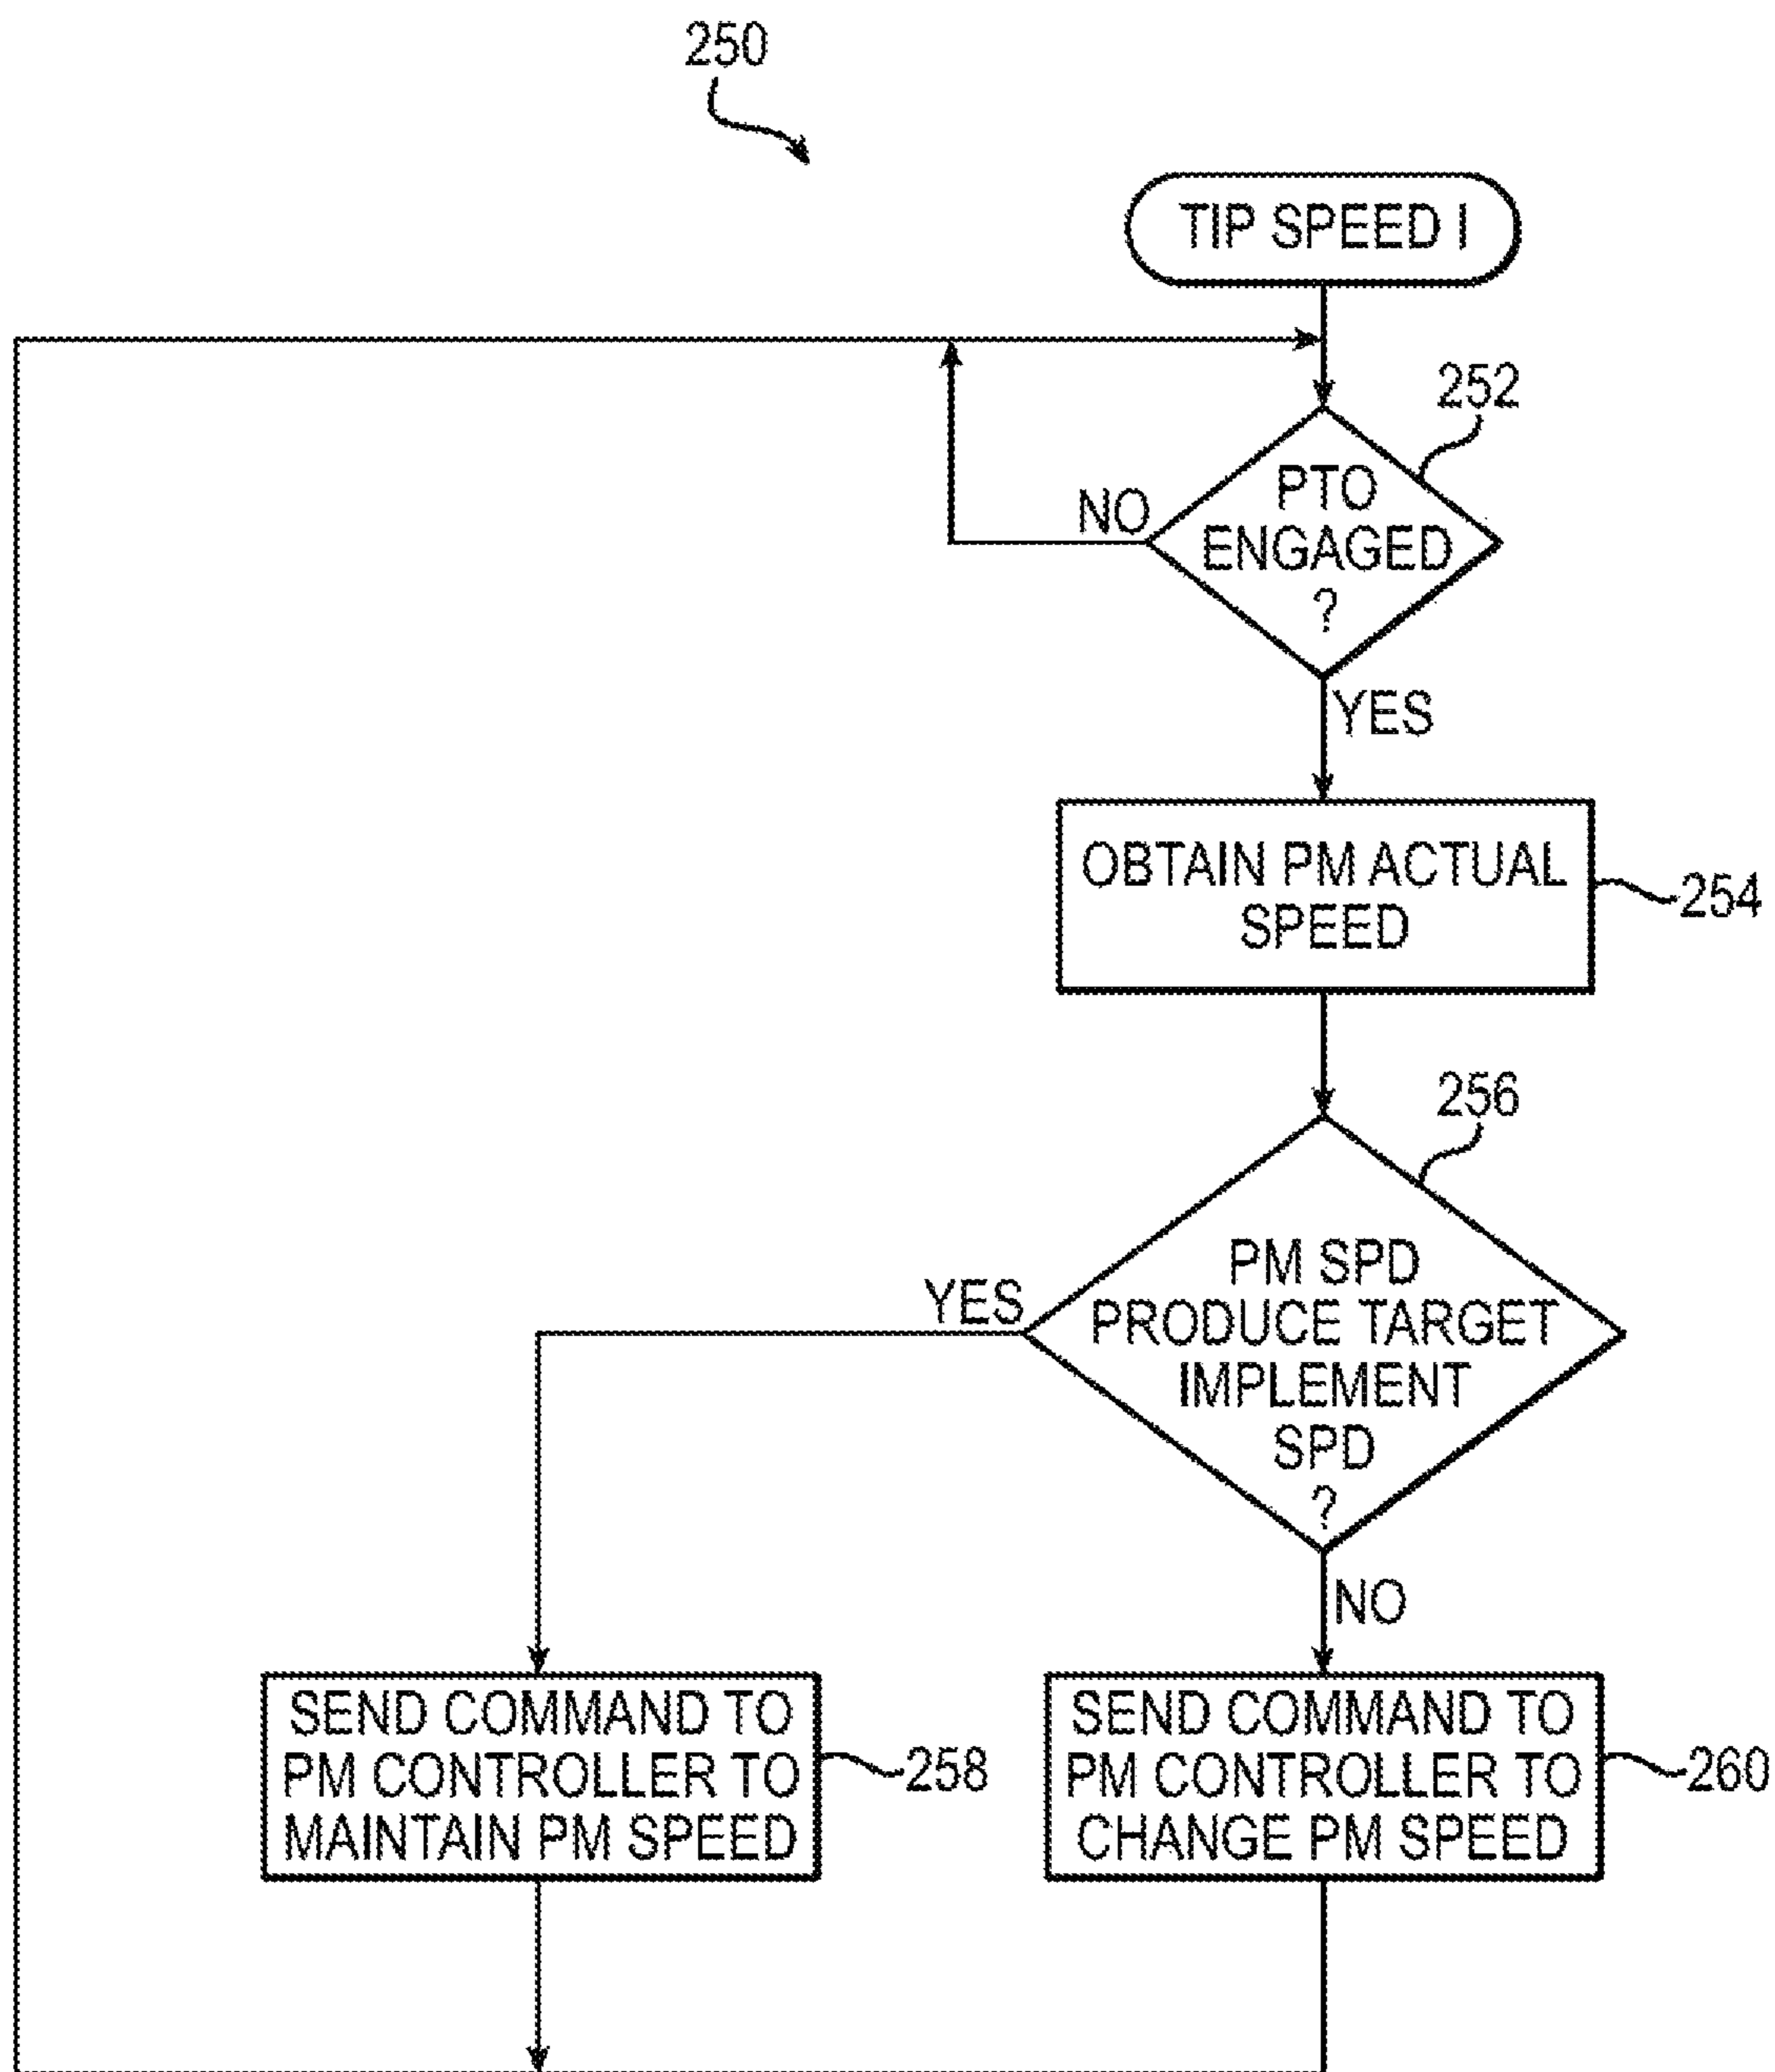 250
TIP SPEED I
252
PTO
ENGAGED
?
NO
YES
OBTAIN PM ACTUAL
SPEED
254
256
PM SPD
PRODUCE TARGET
IMPLEMENT
SPD
?
YES
NO
SEND COMMAND TO
PM CONTROLLER TO
MAINTAIN PM SPEED
258
SEND COMMAND TO
PM CONTROLLER TO
CHANGE PM SPEED
260